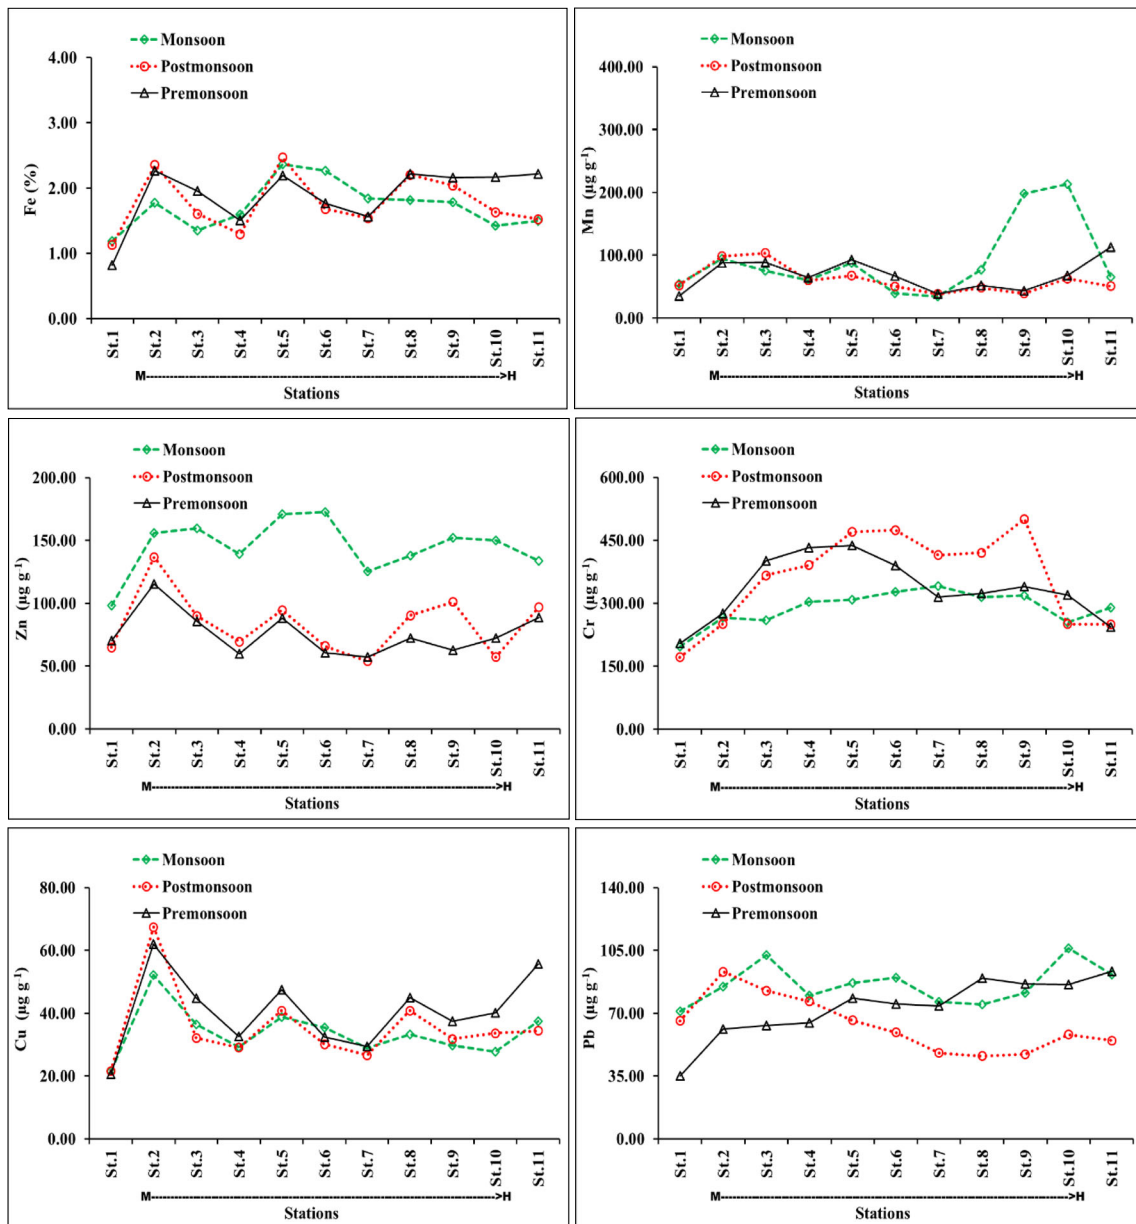 Monsoon
Postmonsoon
Premonsoon
4.00
3.00
2.00
1.00
0.00
Fe (%)
St.1 St.2 St.3 St.4 St.5 St.6 St.7 St.8 St.9 St.10 St.11
M------------------------------------------------------------>H
Stations
Monsoon
Postmonsoon
Premonsoon
400.00
300.00
200.00
100.00
0.00
Mn (µg g⁻¹)
St.1 St.2 St.3 St.4 St.5 St.6 St.7 St.8 St.9 St.10 St.11
M------------------------------------------------------------>H
Stations
Monsoon
Postmonsoon
Premonsoon
200.00
150.00
100.00
50.00
0.00
Zn (µg g⁻¹)
St.1 St.2 St.3 St.4 St.5 St.6 St.7 St.8 St.9 St.10 St.11
M------------------------------------------------------------>H
Stations
Monsoon
Postmonsoon
Premonsoon
600.00
450.00
300.00
150.00
0.00
Cr (µg g⁻¹)
St.1 St.2 St.3 St.4 St.5 St.6 St.7 St.8 St.9 St.10 St.11
M------------------------------------------------------------>H
Stations
Monsoon
Postmonsoon
Premonsoon
80.00
60.00
40.00
20.00
0.00
Cu (µg g⁻¹)
St.1 St.2 St.3 St.4 St.5 St.6 St.7 St.8 St.9 St.10 St.11
M------------------------------------------------------------>H
Stations
Monsoon
Postmonsoon
Premonsoon
140.00
105.00
70.00
35.00
0.00
Pb (µg g⁻¹)
St.1 St.2 St.3 St.4 St.5 St.6 St.7 St.8 St.9 St.10 St.11
M------------------------------------------------------------>H
Stations